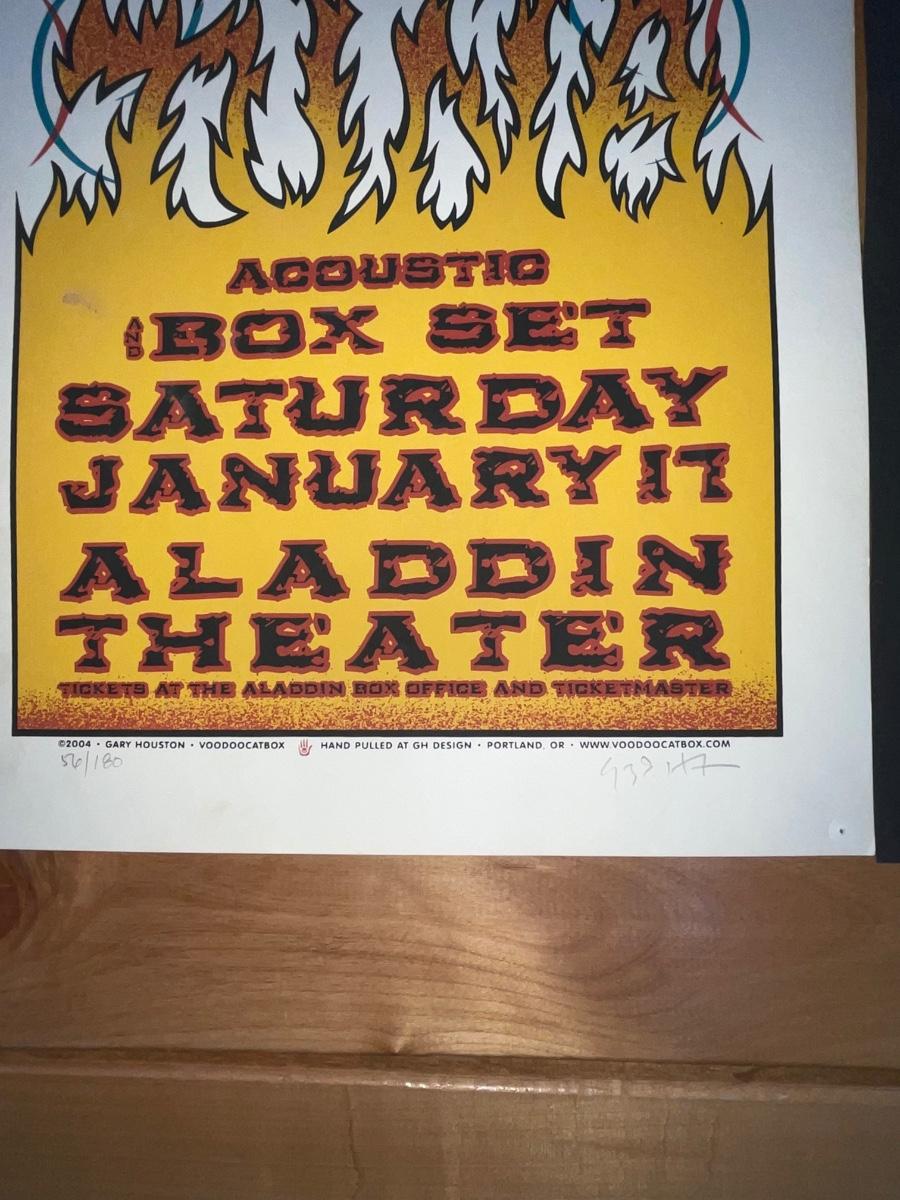 ACOUSTIC
AND BOX SET
SATURDAY
JANUARY 17
ALADDIN
THEATER
TICKETS AT THE ALADDIN BOX OFFICE AND TICKETMASTER
©2004 • GARY HOUSTON • VOODOOCATBOX HAND PULLED AT GH DESIGN • PORTLAND, OR • WWW.VOODOOCATBOX.COM
56/180